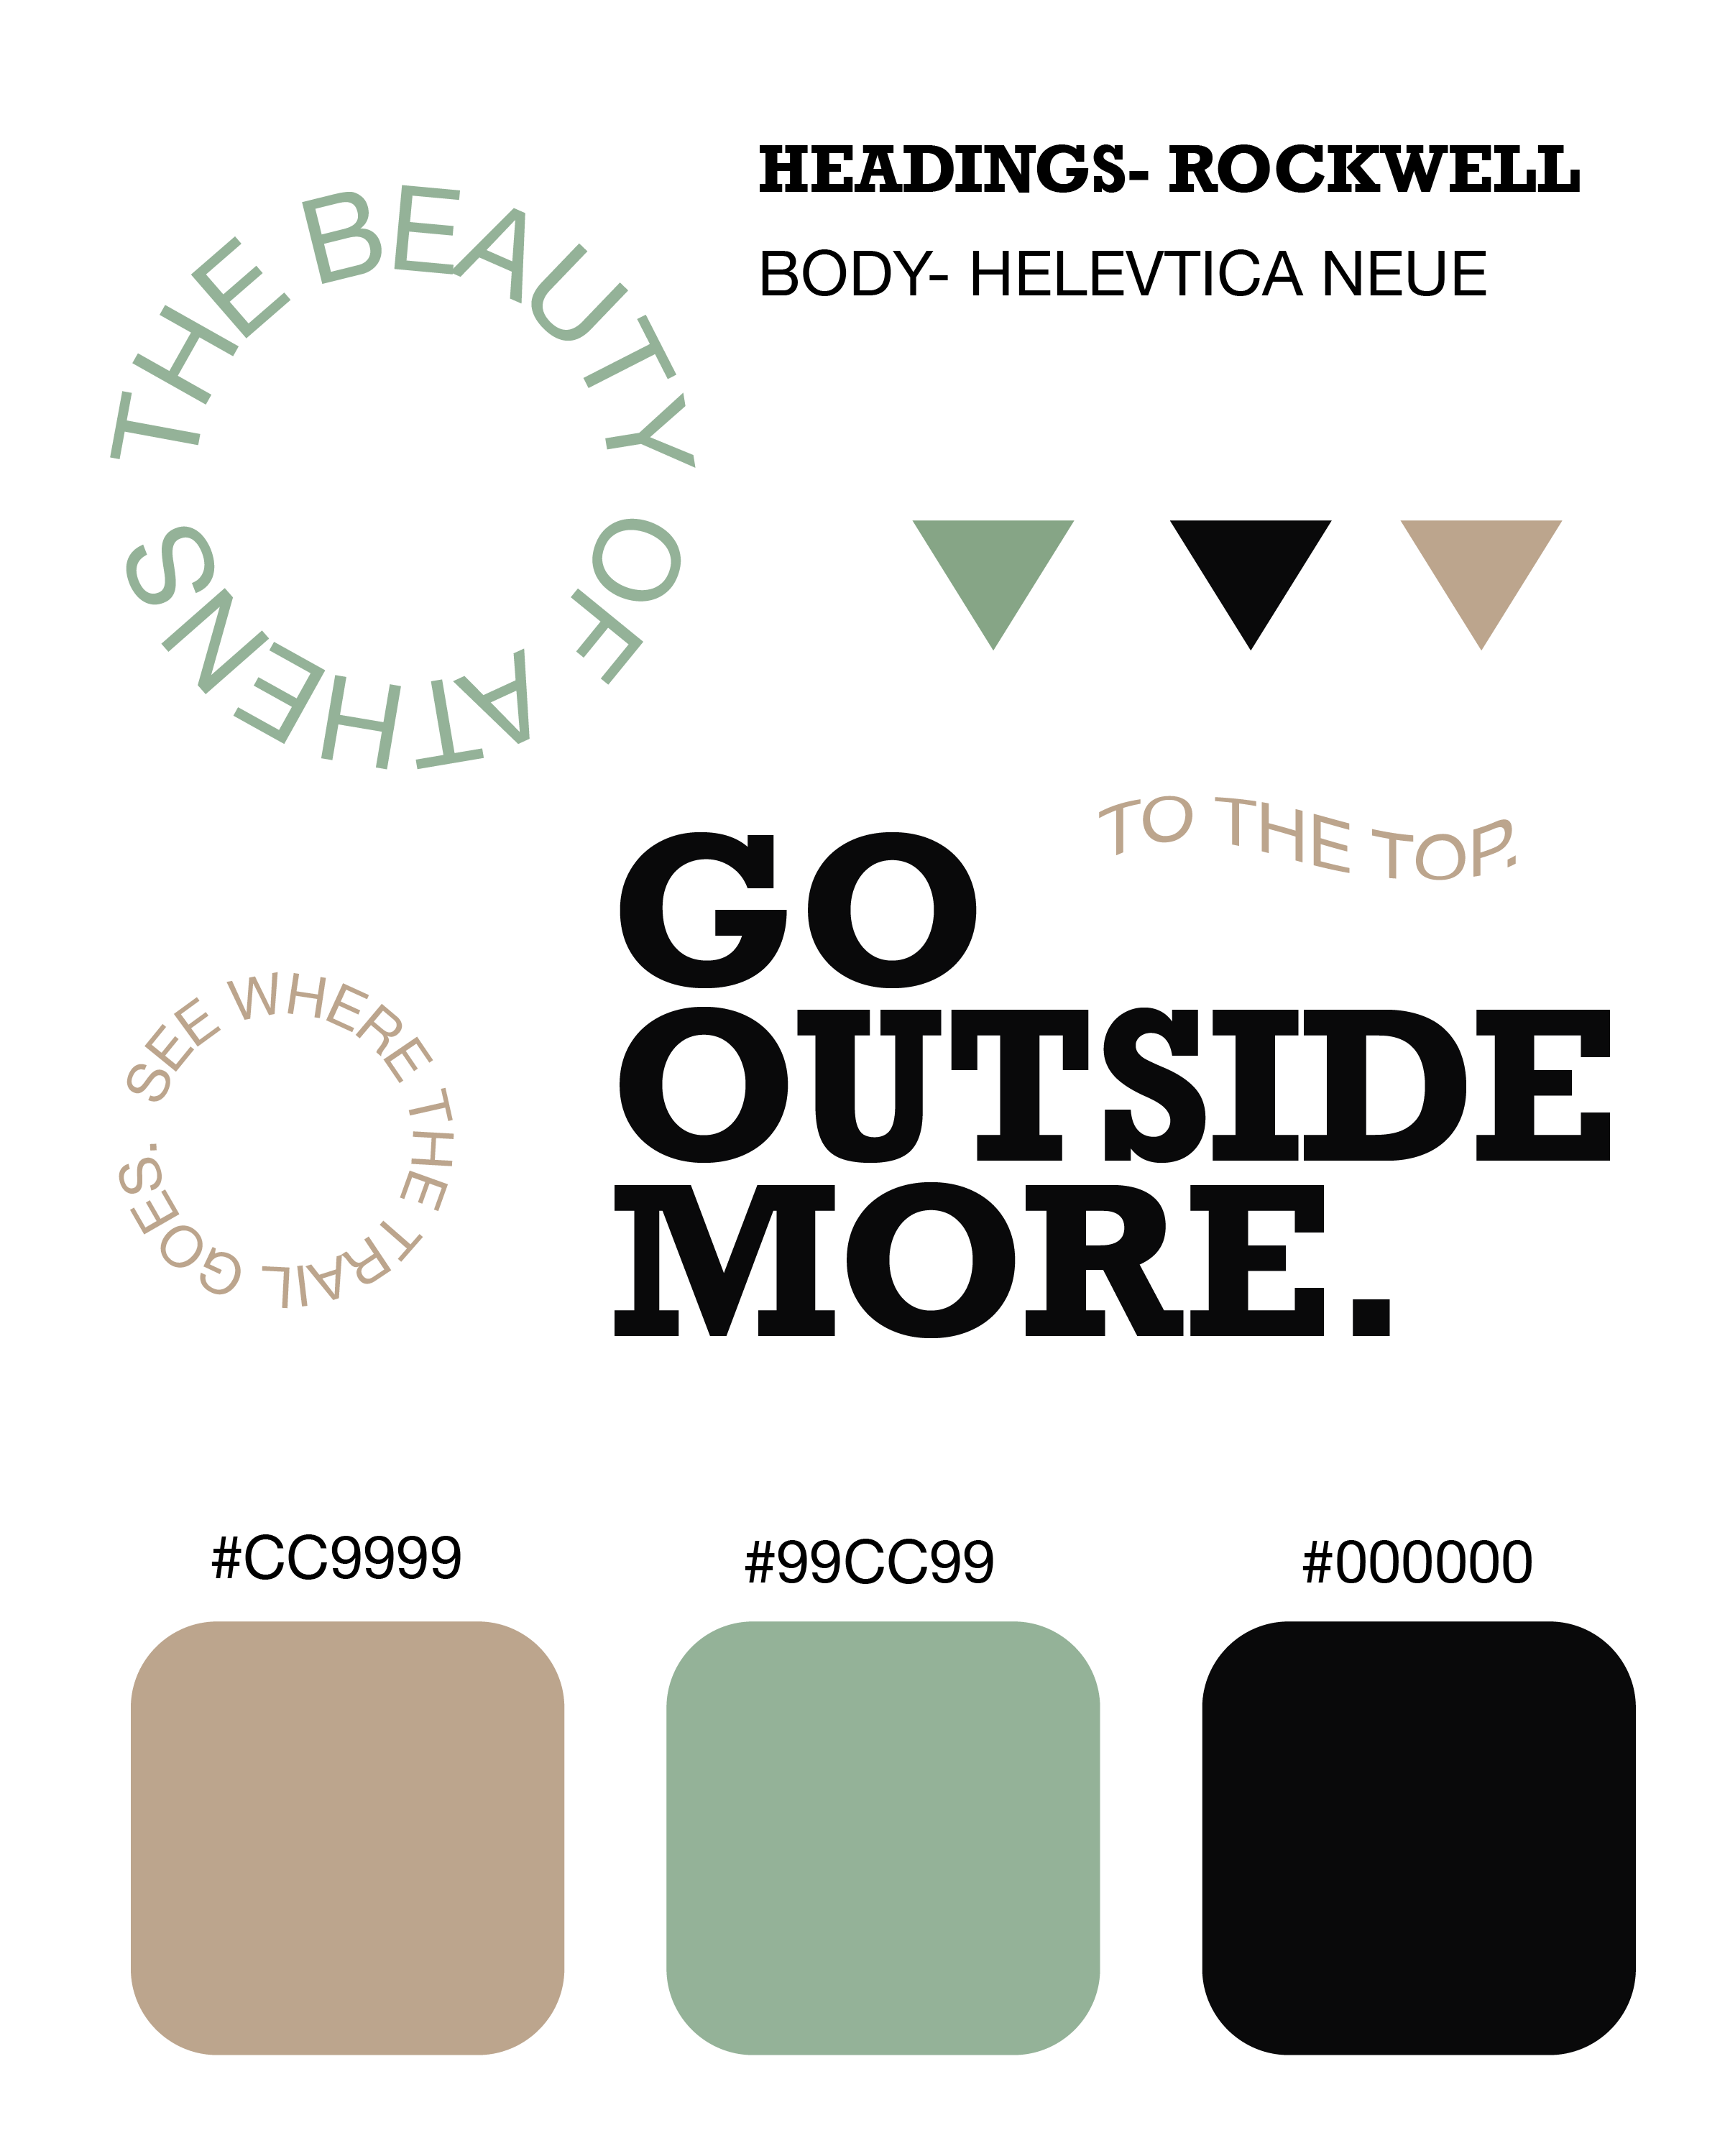 HEADINGS- ROCKWELL
BODY- HELEVTICA NEUE
THE BEAUTY OF ATHENS
TO THE TOP.
GO
OUTSIDE
MORE.
SEE WHERE THE TRAIL GOES.
#CC9999
#99CC99
#000000